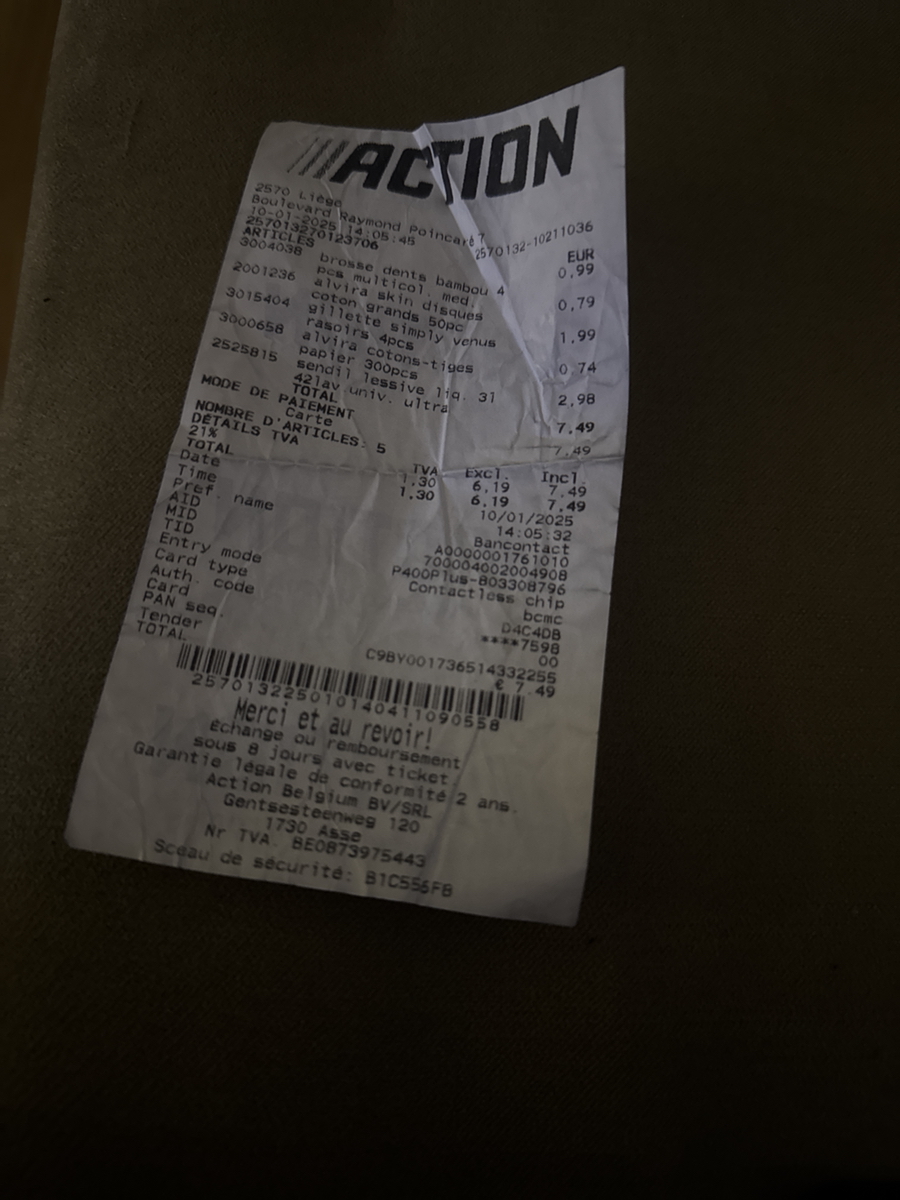 ACTION
2570 Liège
Boulevard Raymond Poincaré 7
10-01-2025 14:05:45 2570132-10211036
257013270123706
ARTICLES EUR
3004038 brosse dents bambou 4 0,99
pcs multicol. med.
2001236 alvira skin disques 0,79
coton grands 50pc
3015404 gillette simply venus 1,99
rasoirs 4pcs
3000658 alvira cotons-tiges 0,74
papier 300pcs
2525815 sendil lessive liq. 3l 2,98
42lav univ. ultra
TOTAL 7,49
MODE DE PAIEMENT
Carte 7,49
NOMBRE D'ARTICLES: 5
DÉTAILS TVA TVA Excl. Incl.
21% 1.30 6.19 7.49
TOTAL 1.30 6.19 7.49
Date 10/01/2025
Time 14:05:32
Pref. name Bancontact
AID A0000001761010
MID 700004002004908
TID P400Plus-803308796
Entry mode Contactless chip
Card type bcmc
Auth. code D4C4DB
Card ****7598
PAN seq. 00
Tender C9BY001736514332255
TOTAL € 7.49
257013225010140411090558
Merci et au revoir!
Échange ou remboursement
sous 8 jours avec ticket.
Garantie légale de conformité 2 ans.
Action Belgium BV/SRL
Gentsesteenweg 120
1730 Asse
Nr TVA. BE0873975443
Sceau de sécurité: B1C556FB